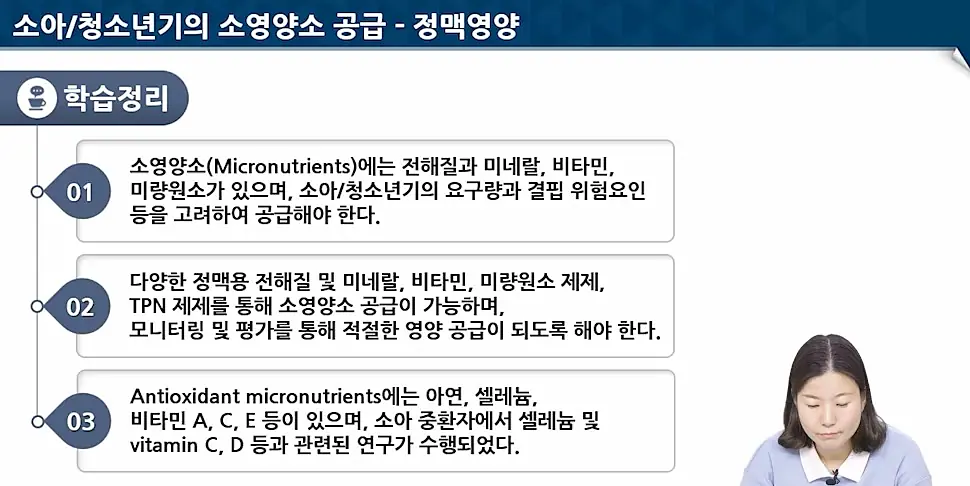 소아/청소년기의 소영양소 공급 - 정맥영양
학습정리
01
소영양소(Micronutrients)에는 전해질과 미네랄, 비타민,
미량원소가 있으며, 소아/청소년기의 요구량과 결핍 위험요인
등을 고려하여 공급해야 한다.
02
다양한 정맥용 전해질 및 미네랄, 비타민, 미량원소 제제,
TPN 제제를 통해 소영양소 공급이 가능하며,
모니터링 및 평가를 통해 적절한 영양 공급이 되도록 해야 한다.
03
Antioxidant micronutrients에는 아연, 셀레늄,
비타민 A, C, E 등이 있으며, 소아 중환자에서 셀레늄 및
vitamin C, D 등과 관련된 연구가 수행되었다.